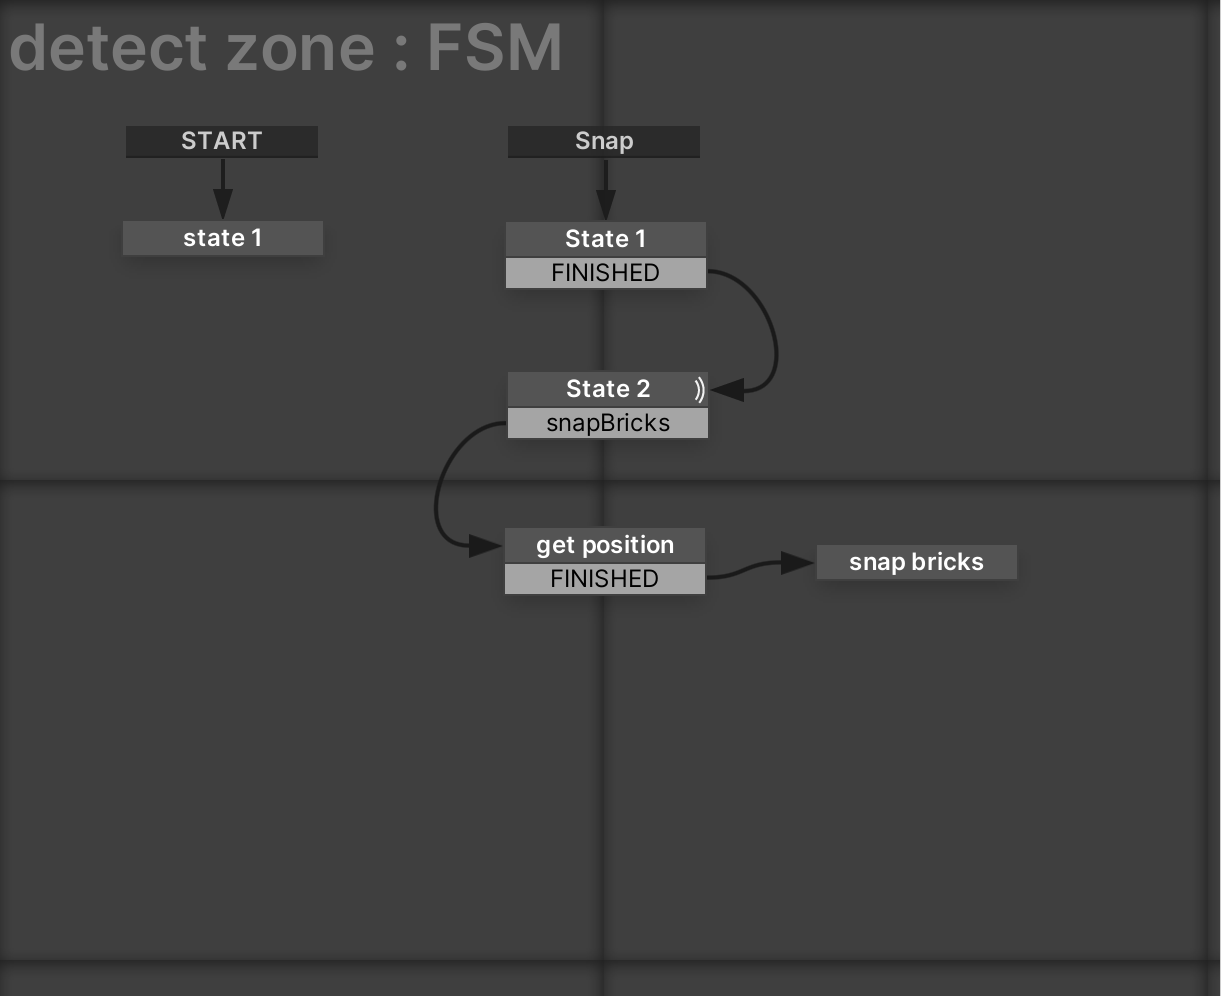 detect zone : FSM
START
state 1
Snap
State 1
FINISHED
State 2
snapBricks
get position
FINISHED
snap bricks